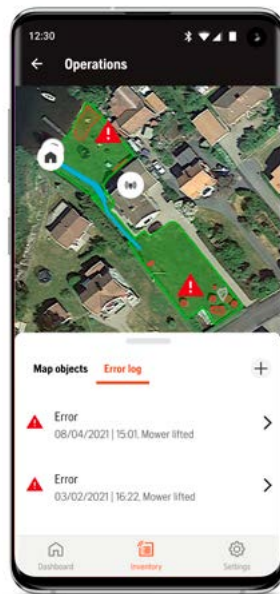 12:30
Operations
Map objects Error log
Error
08/04/2021 | 15:01, Mower lifted
Error
03/02/2021 | 16:22, Mower lifted
Dashboard Inventory Settings